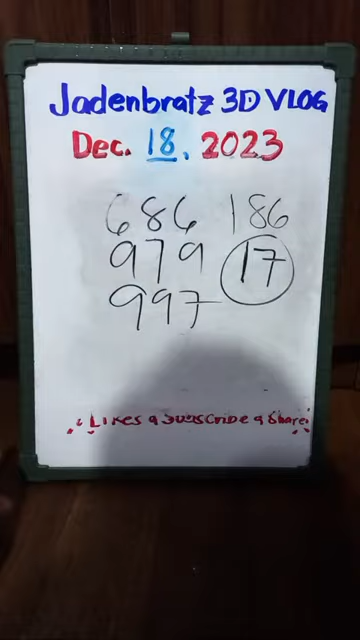 Jadenbratz 3D VLOG
Dec. 18, 2023
686 186
979 17
997
Likes & Subscribe & Share